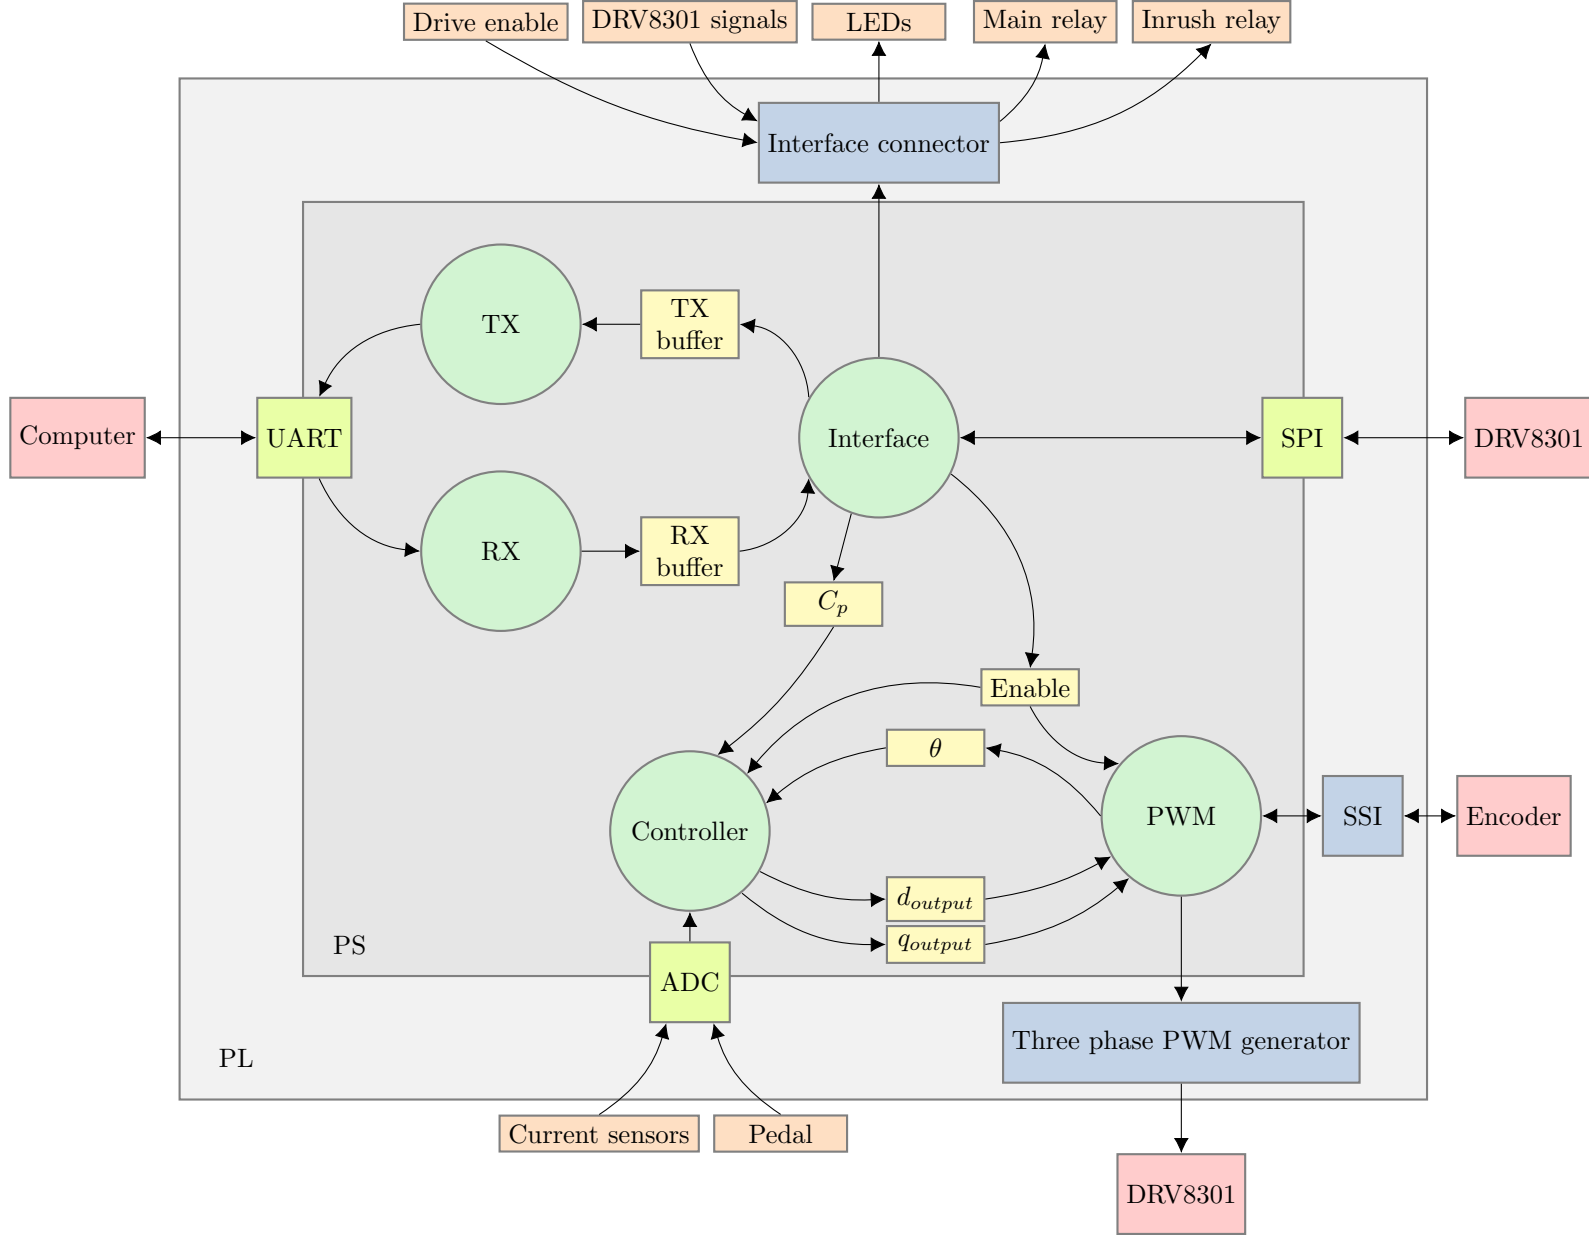 Drive enable
DRV8301 signals
LEDs
Main relay
Inrush relay
Interface connector
TX
TX
buffer
Computer
UART
Interface
SPI
DRV8301
RX
RX
buffer
C_p
Enable
θ
Controller
PWM
SSI
Encoder
d_output
q_output
PS
ADC
Three phase PWM generator
PL
Current sensors
Pedal
DRV8301